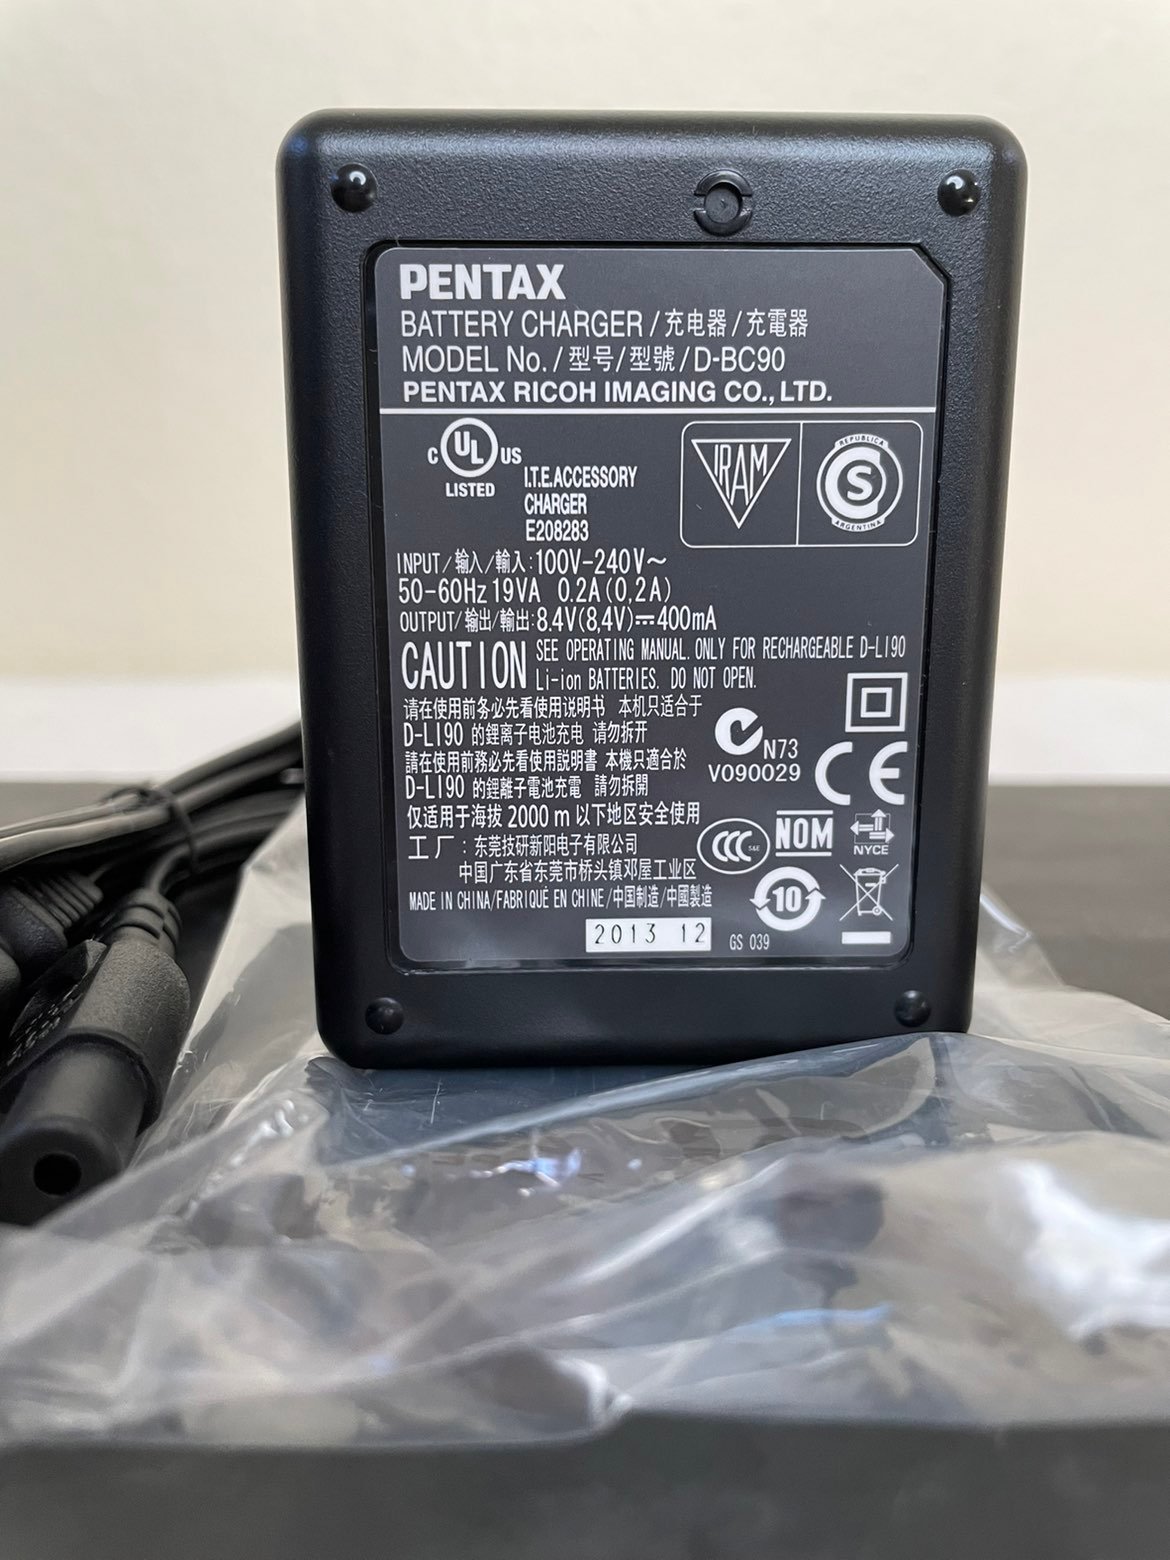 PENTAX
BATTERY CHARGER/充电器/充電器
MODEL No./型号/型號/D-BC90
PENTAX RICOH IMAGING CO., LTD.
C UL US
LISTED
I.T.E. ACCESSORY
CHARGER
E208283
IRAM
REPUBLICA
S
ARGENTINA
INPUT/输入/輸入:100V-240V~
50-60Hz 19VA 0.2A(0,2A)
OUTPUT/输出/輸出:8.4V(8,4V)⎓400mA
CAUTION SEE OPERATING MANUAL. ONLY FOR RECHARGEABLE D-LI90
Li-ion BATTERIES. DO NOT OPEN.
请在使用前务必先看使用说明书 本机只适合于
D-LI90 的鋰离子电池充电 请勿拆开
請在使用前務必先看使用説明書 本機只適合於
D-LI90 的鋰離子電池充電 請勿拆開
仅适用于海拔 2000 m 以下地区安全使用
工厂:东莞技研新阳电子有限公司
中国广东省东莞市桥头镇邓屋工业区
MADE IN CHINA/FABRIQUÉ EN CHINE/中国制造/中國製造
2013 12
GS 039
N73
V090029
CE
CCC S&E
NOM
NYCE
10